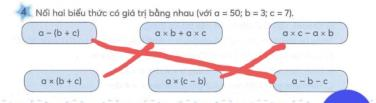 4. Nối hai biểu thức có giá trị bằng nhau (với a = 50; b = 3; c = 7).
a – (b + c)
a × b + a × c
a × c – a × b
a × (b + c)
a × (c – b)
a – b – c